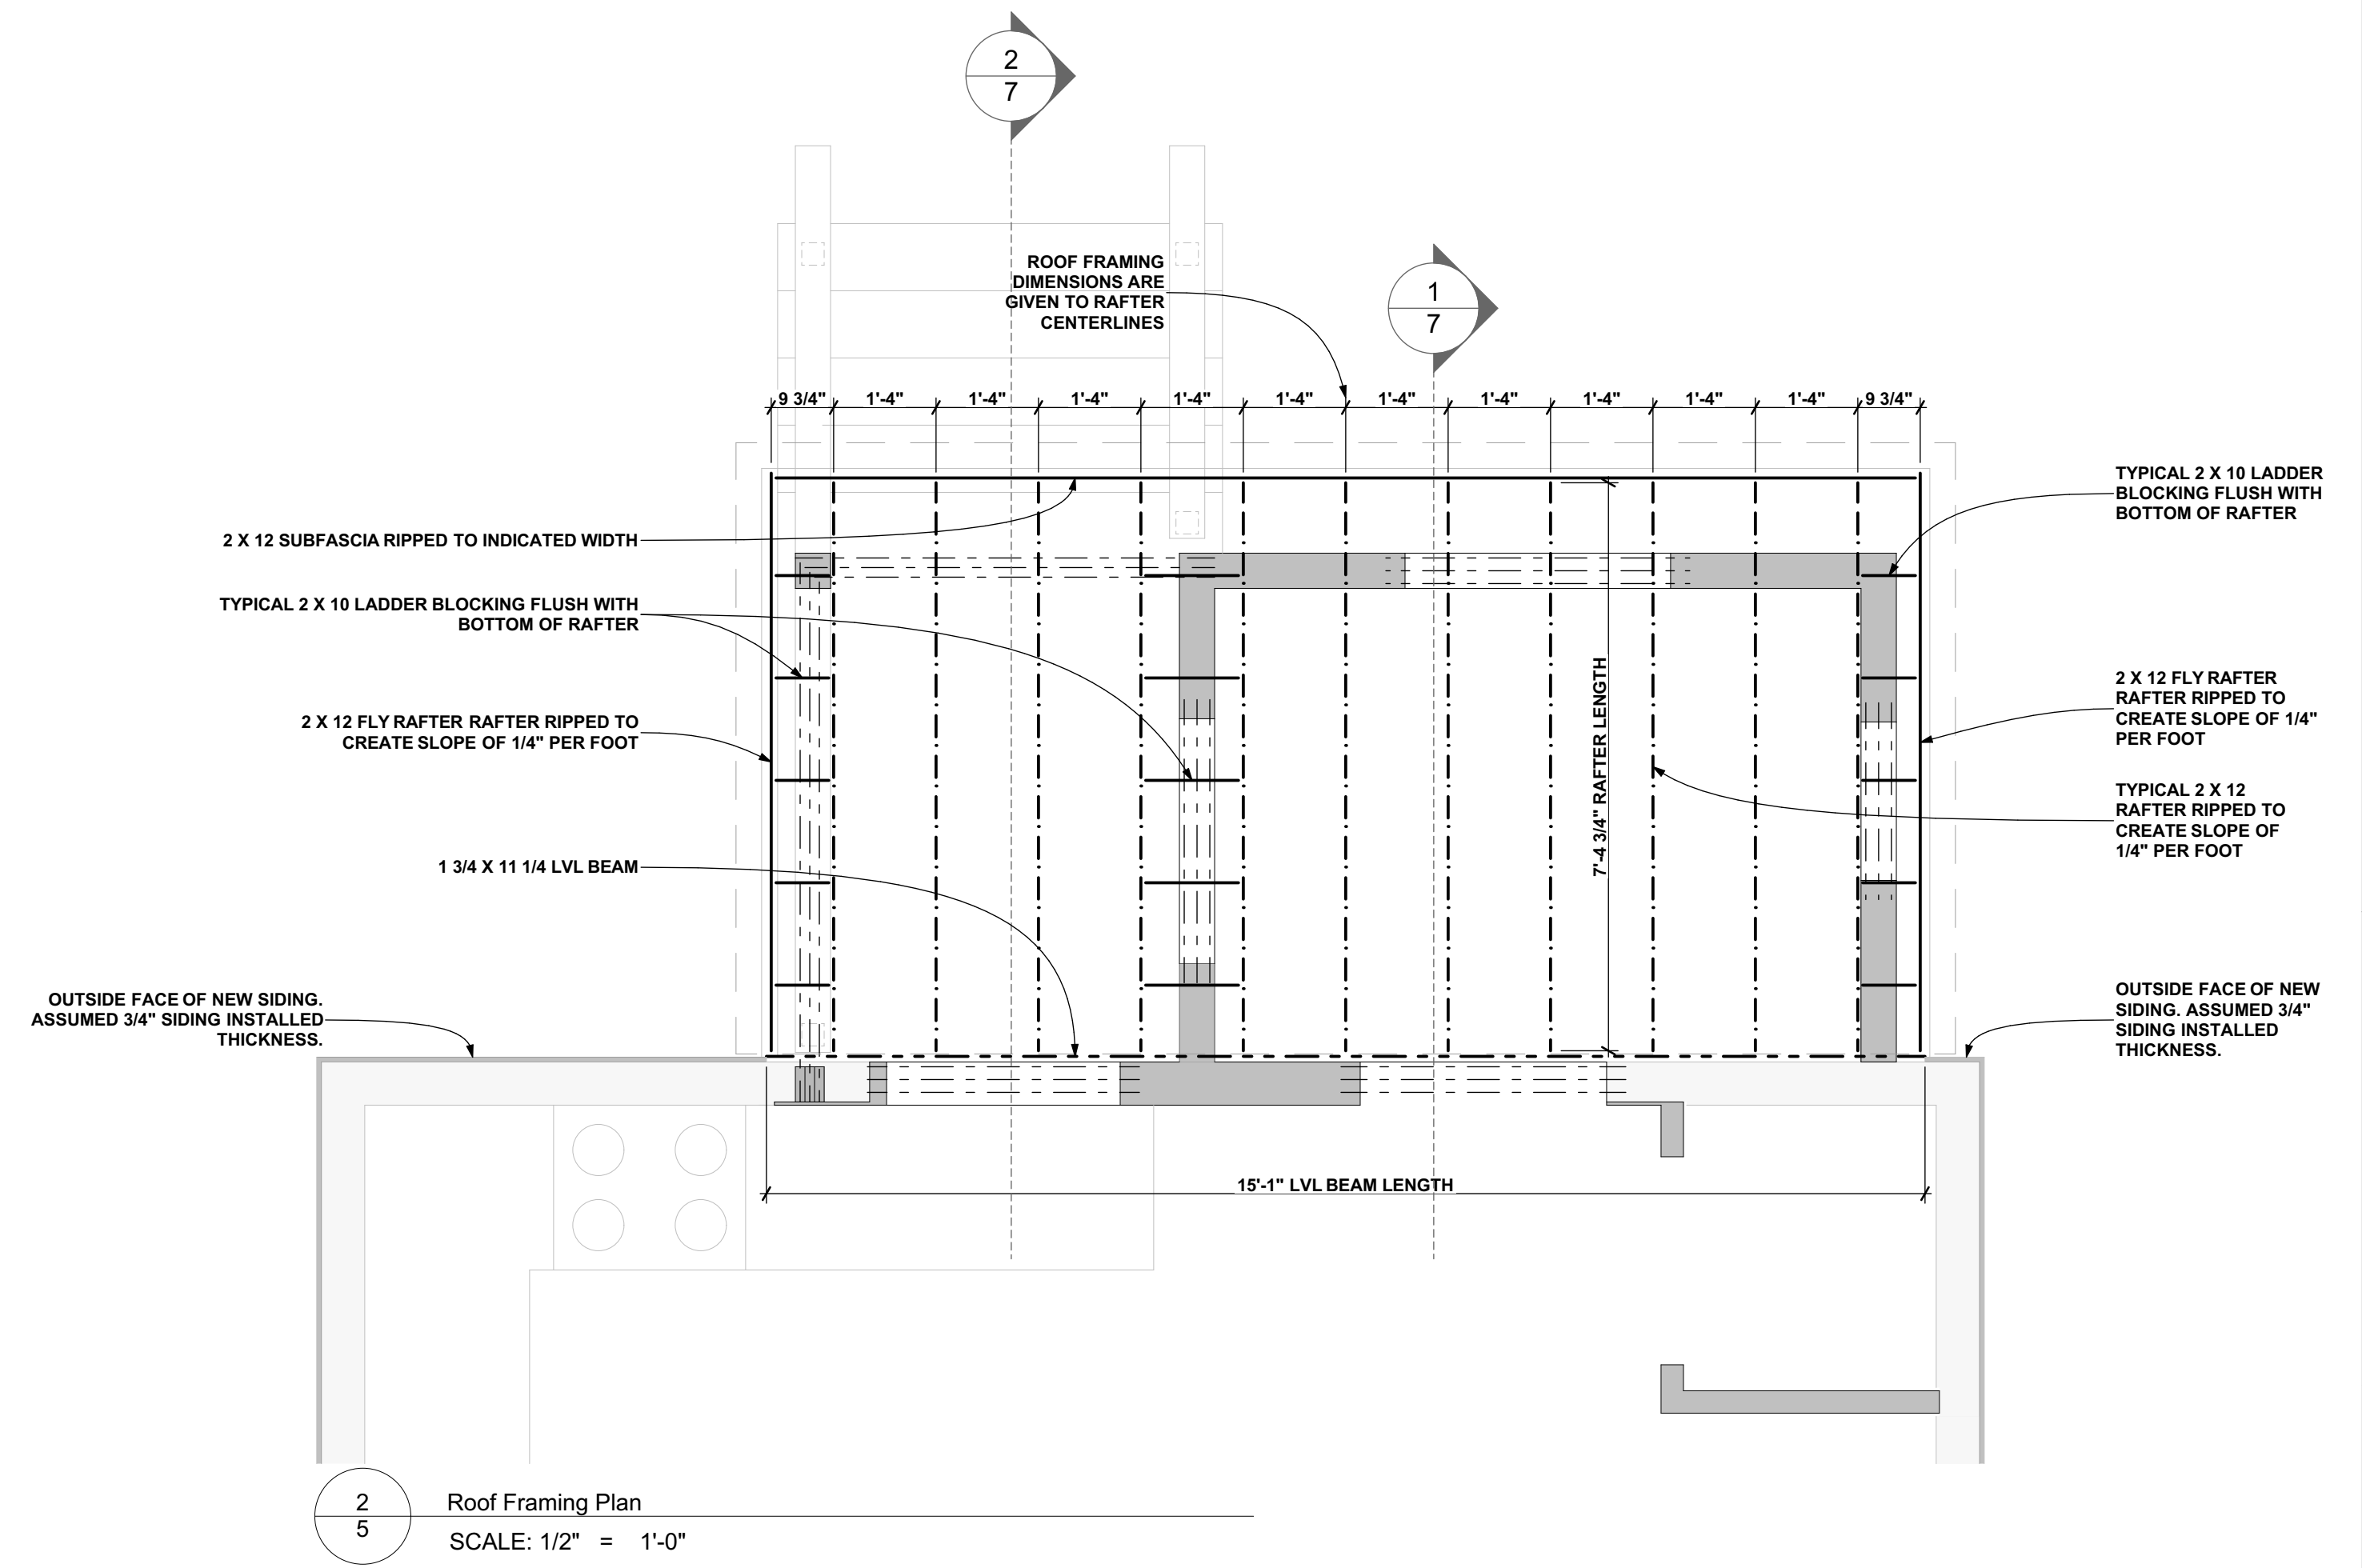 2
7
ROOF FRAMING
DIMENSIONS ARE
GIVEN TO RAFTER
CENTERLINES
1
7
9 3/4"
1'-4"
1'-4"
1'-4"
1'-4"
1'-4"
1'-4"
1'-4"
1'-4"
1'-4"
1'-4"
9 3/4"
2 X 12 SUBFASCIA RIPPED TO INDICATED WIDTH
TYPICAL 2 X 10 LADDER BLOCKING FLUSH WITH
BOTTOM OF RAFTER
2 X 12 FLY RAFTER RAFTER RIPPED TO
CREATE SLOPE OF 1/4" PER FOOT
1 3/4 X 11 1/4 LVL BEAM
OUTSIDE FACE OF NEW SIDING.
ASSUMED 3/4" SIDING INSTALLED
THICKNESS.
7'-4 3/4" RAFTER LENGTH
TYPICAL 2 X 10 LADDER
BLOCKING FLUSH WITH
BOTTOM OF RAFTER
2 X 12 FLY RAFTER
RAFTER RIPPED TO
CREATE SLOPE OF 1/4"
PER FOOT
TYPICAL 2 X 12
RAFTER RIPPED TO
CREATE SLOPE OF
1/4" PER FOOT
OUTSIDE FACE OF NEW
SIDING. ASSUMED 3/4"
SIDING INSTALLED
THICKNESS.
15'-1" LVL BEAM LENGTH
2
5
Roof Framing Plan
SCALE: 1/2" = 1'-0"